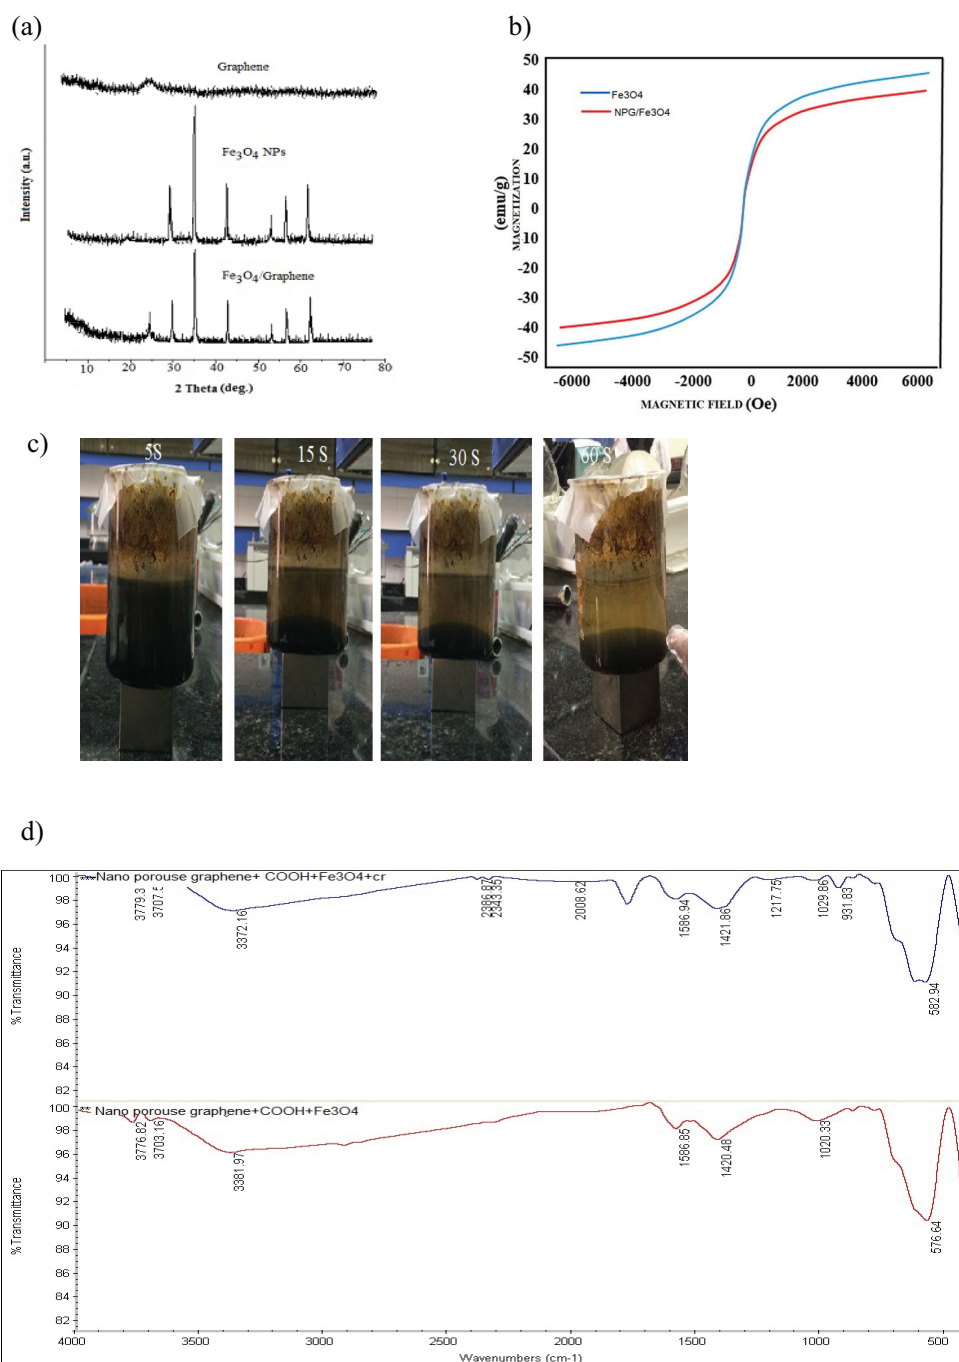 (a)
Graphene
Fe3O4 NPs
Fe3O4/Graphene
Intensity (a.u.)
10 20 30 40 50 60 70 80
2 Theta (deg.)
b)
50
40
30
20
10
0
-10
-20
-30
-40
-50
Fe3O4
NPG/Fe3O4
(emu/g)
MAGNETIZATION
-6000 -4000 -2000 0 2000 4000 6000
MAGNETIC FIELD (Oe)
c)
5S
15 S
30 S
60 S
d)
Nano porouse graphene+ COOH+Fe3O4+cr
100
98
96
94
92
90
88
86
84
82
%Transmittance
3779.3
3707.5
3372.16
2386.87
2343.35
2008.62
1586.94
1421.86
1217.75
1029.86
931.83
582.94
** Nano porouse graphene+COOH+Fe3O4
100
98
96
94
92
90
88
86
84
82
%Transmittance
3776.82
3703.16
3381.97
1586.85
1420.48
1020.33
576.64
4000 3500 3000 2500 2000 1500 1000 500
Wavenumbers (cm-1)